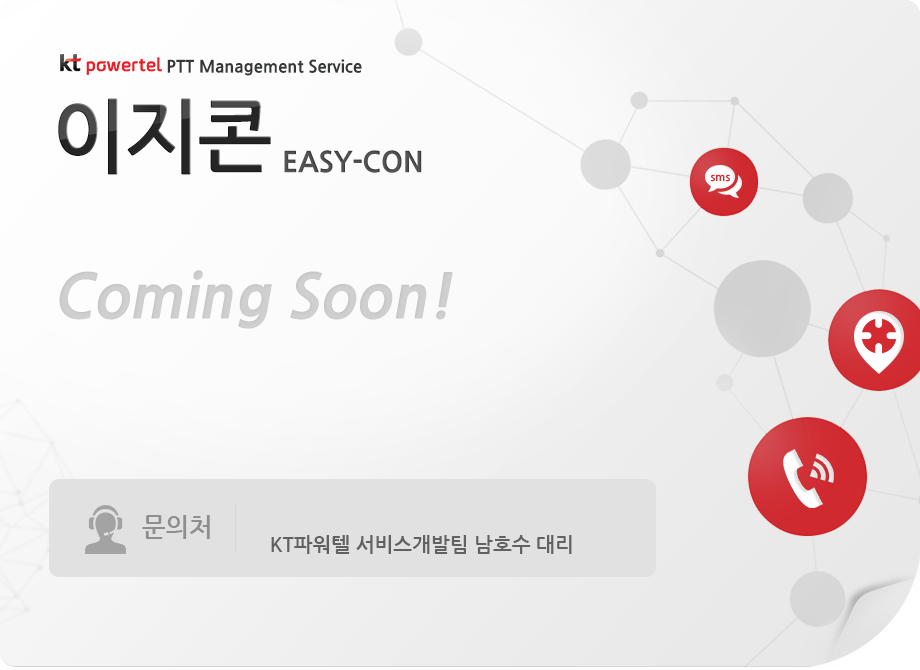 kt powertel PTT Management Service
이지콘 EASY-CON
sms
Coming Soon!
문의처
KT파워텔 서비스개발팀 남호수 대리